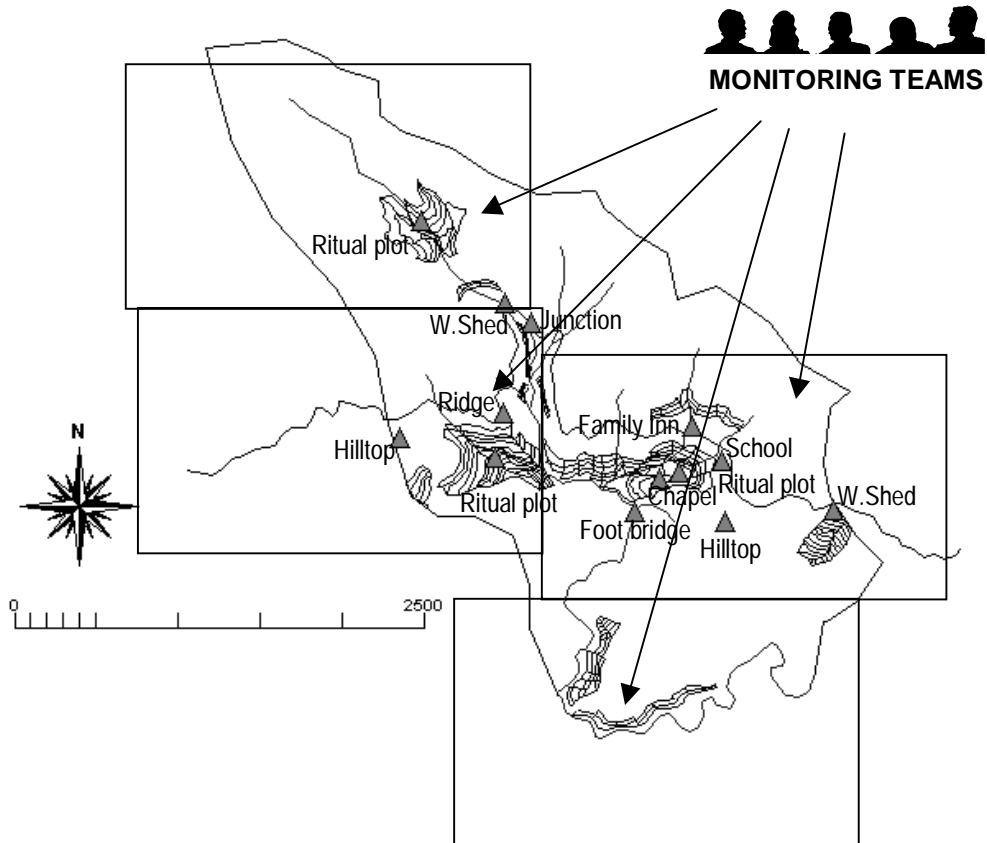 MONITORING TEAMS
Ritual plot
W.Shed
Junction
Ridge
Family Inn
Hilltop
School
Ritual plot
Ritual plot
Chapel
W.Shed
Foot bridge
Hilltop
N
0
2500